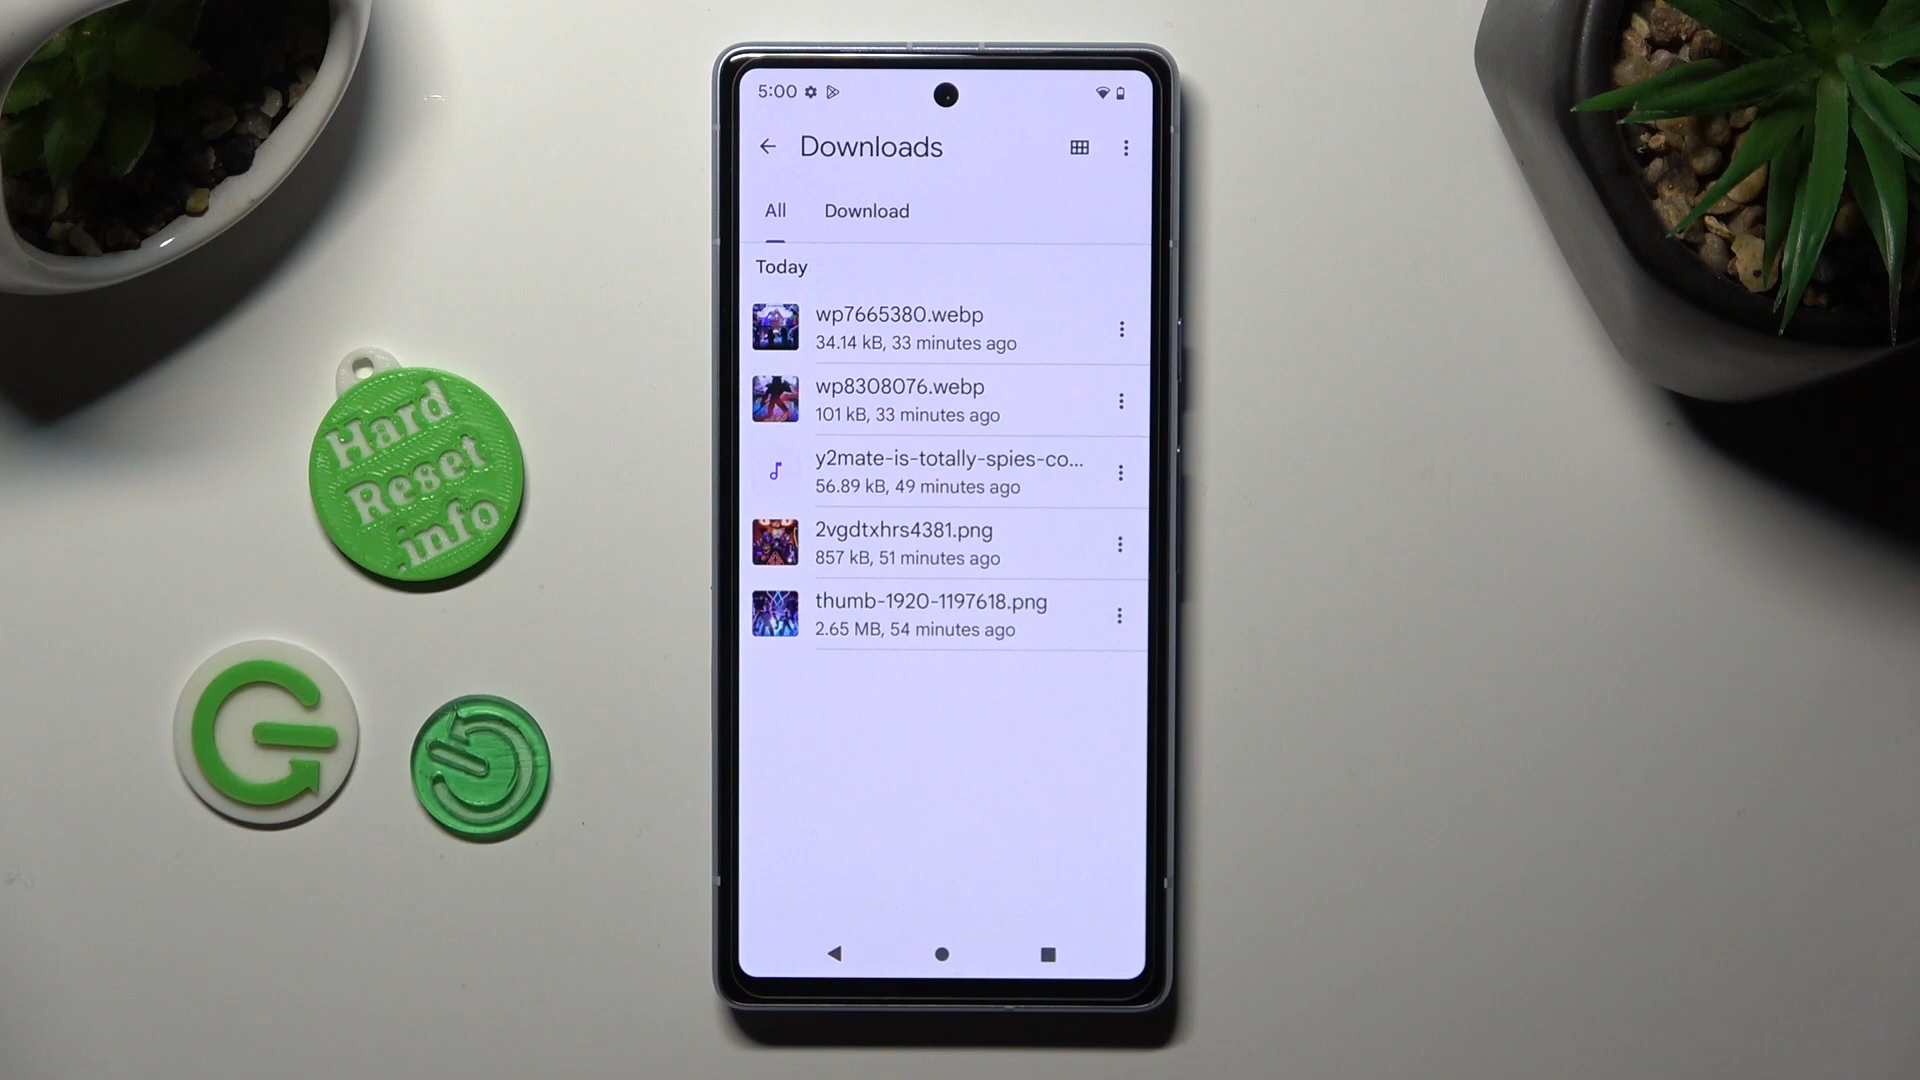 5:00
Downloads
All
Download
Today
wp7665380.webp
34.14 kB, 33 minutes ago
wp8308076.webp
101 kB, 33 minutes ago
y2mate-is-totally-spies-co...
56.89 kB, 49 minutes ago
2vgdtxhrs4381.png
857 kB, 51 minutes ago
thumb-1920-1197618.png
2.65 MB, 54 minutes ago
Hard
Reset
.info